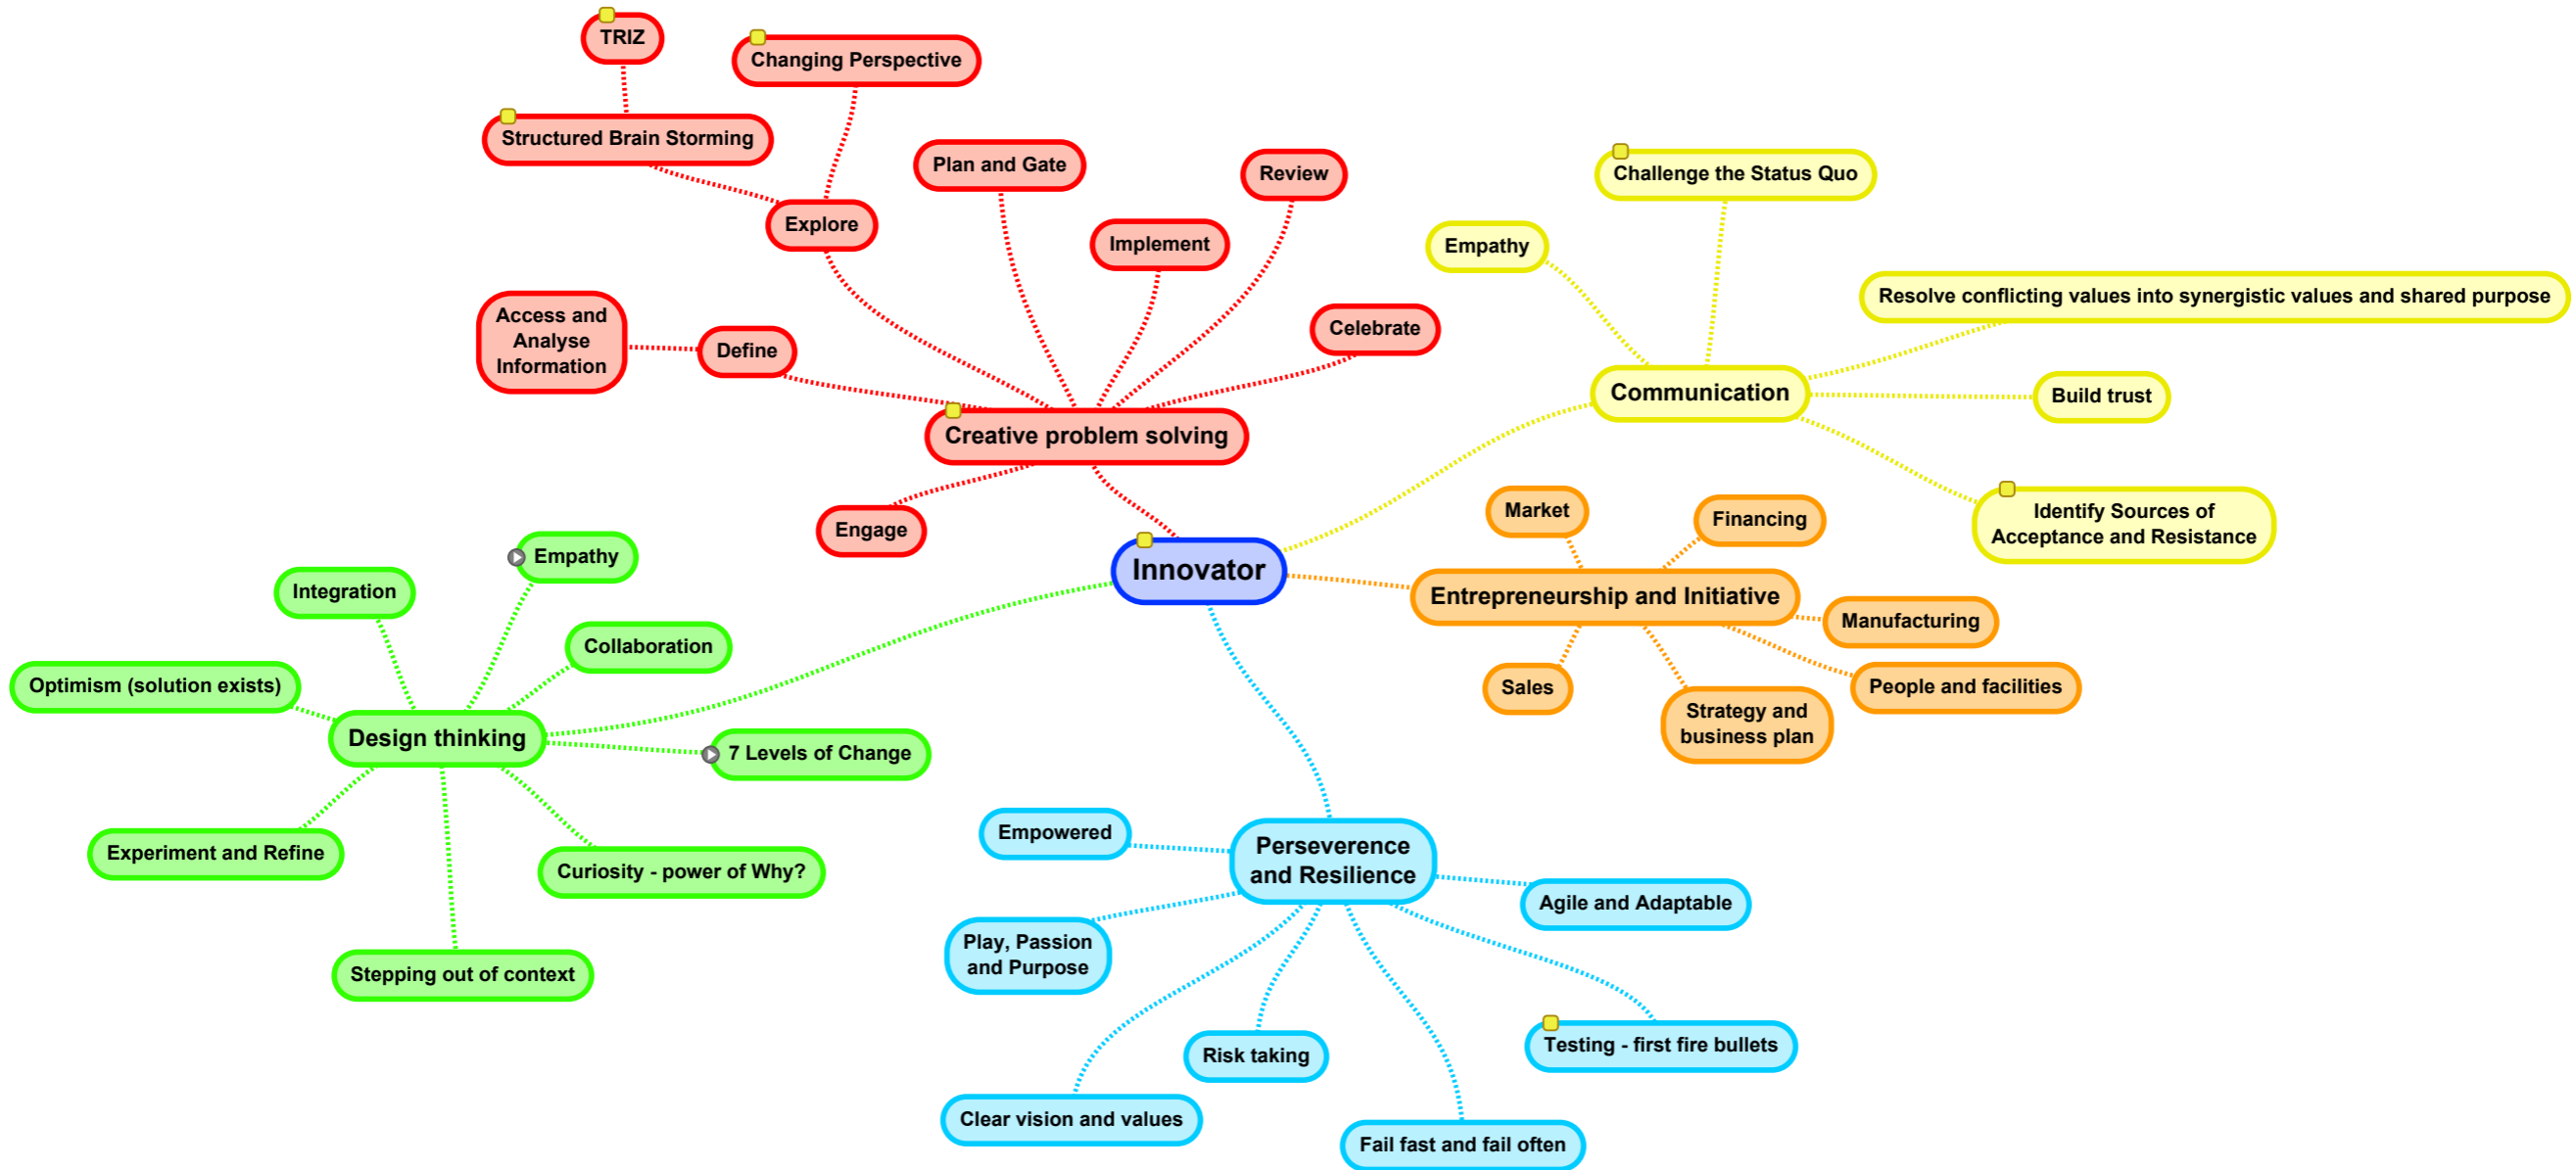 TRIZ
Changing Perspective
Structured Brain Storming
Plan and Gate
Review
Explore
Implement
Access and
Analyse
Information
Define
Celebrate
Creative problem solving
Engage
Challenge the Status Quo
Empathy
Resolve conflicting values into synergistic values and shared purpose
Communication
Build trust
Identify Sources of
Acceptance and Resistance
Innovator
Market
Financing
Entrepreneurship and Initiative
Manufacturing
Sales
People and facilities
Strategy and
business plan
Empathy
Integration
Collaboration
Optimism (solution exists)
Design thinking
7 Levels of Change
Experiment and Refine
Curiosity - power of Why?
Stepping out of context
Empowered
Perseverence
and Resilience
Agile and Adaptable
Play, Passion
and Purpose
Risk taking
Testing - first fire bullets
Clear vision and values
Fail fast and fail often